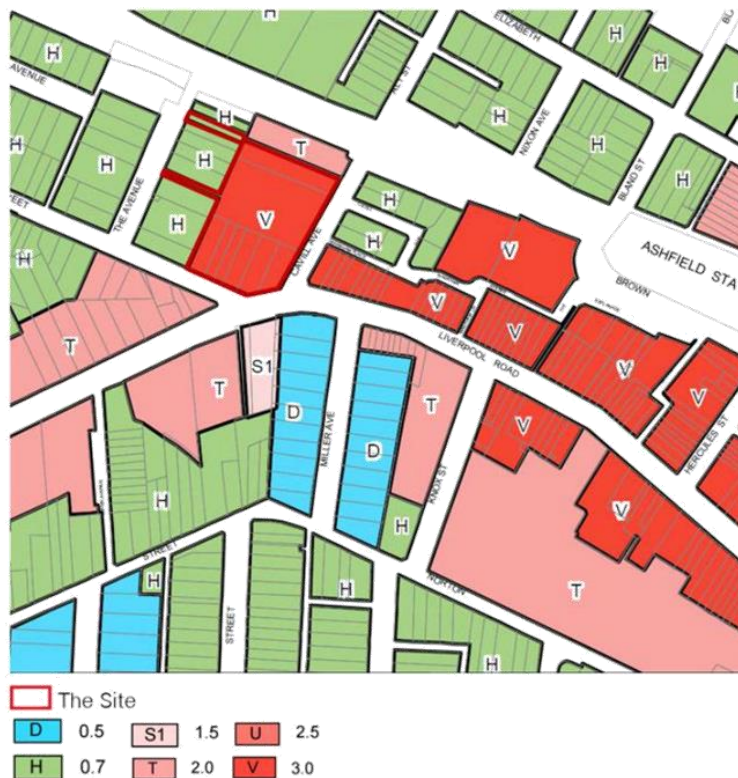 H
ELIZABETH
H
H
AVENUE
H
H
H
NIXON AVE
H
H
H
BLAND ST
H
T
H
THE AVENUE
H
V
CAVILL AVE
H
H
V
ASHFIELD STA
BROWN
H
T
V
V
LIVERPOOL ROAD
V
V
HERCULES ST
T
S1
D
MILLER AVE
D
T
KNOX ST
V
V
H
H
T
STREET
H
NORTON
H
STREET
H
The Site
D 0.5 S1 1.5 U 2.5
H 0.7 T 2.0 V 3.0